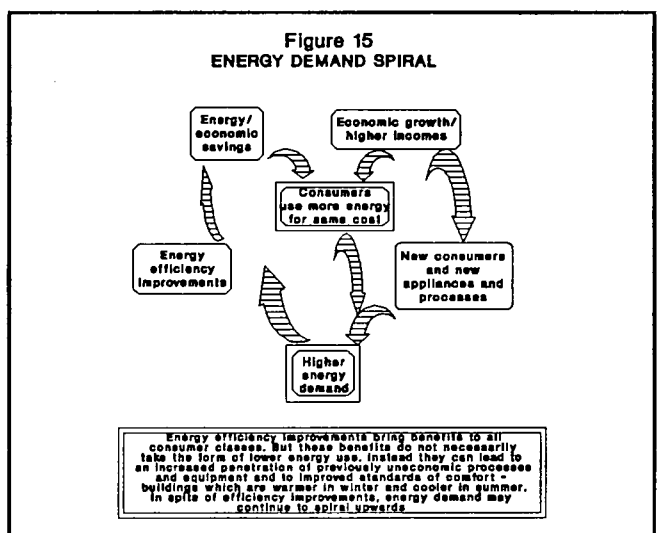 Figure 15
ENERGY DEMAND SPIRAL
Energy/
economic
savings
Economic growth/
higher incomes
Consumers
use more energy
for same cost
Energy
efficiency
improvements
New consumers
and new
appliances and
processes
Higher
energy
demand
Energy efficiency improvements bring benefits to all
consumer classes. But these benefits do not necessarily
take the form of lower energy use. Instead they can lead to
an increased penetration of previously uneconomic processes
and equipment and to improved standards of comfort -
buildings which are warmer in winter and cooler in summer.
In spite of efficiency improvements, energy demand may
continue to spiral upwards